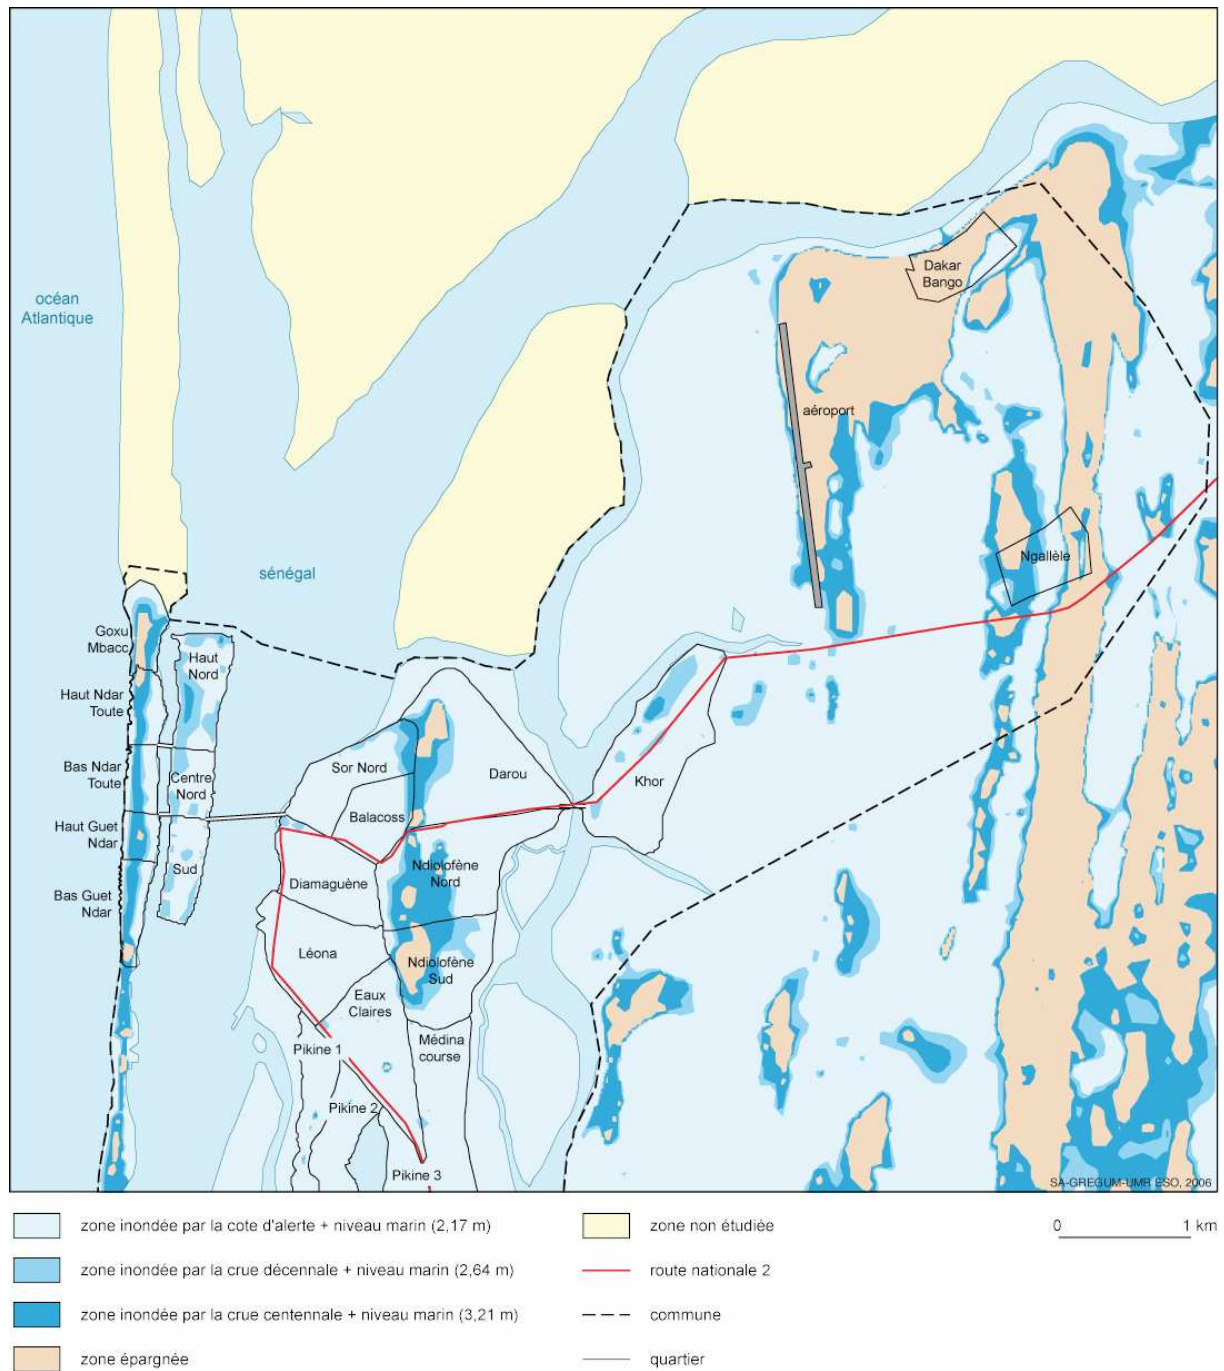 océan
Atlantique
sénégal
Dakar
Bango
aéroport
Ngallèle
Goxu
Mbacc
Haut
Nord
Haut Ndar
Toute
Bas Ndar
Toute
Centre
Nord
Haut Guet
Ndar
Sud
Bas Guet
Ndar
Sor Nord
Darou
Khor
Balacoss
Diamaguène
Ndiolofène
Nord
Léona
Ndiolofène
Sud
Eaux
Claires
Médina
course
Pikine 1
Pikine 2
Pikine 3
SA-GREGUM-UMR ESO, 2006
zone inondée par la cote d'alerte + niveau marin (2,17 m)
zone inondée par la crue décennale + niveau marin (2,64 m)
zone inondée par la crue centennale + niveau marin (3,21 m)
zone épargnée
zone non étudiée
route nationale 2
commune
quartier
0 1 km